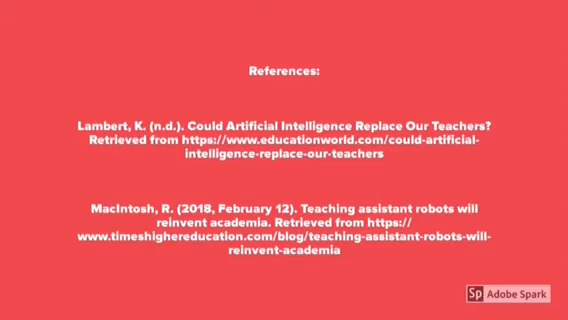 References:
Lambert, K. (n.d.). Could Artificial Intelligence Replace Our Teachers?
Retrieved from https://www.educationworld.com/could-artificial-
intelligence-replace-our-teachers
MacIntosh, R. (2018, February 12). Teaching assistant robots will
reinvent academia. Retrieved from https://
www.timeshighereducation.com/blog/teaching-assistant-robots-will-
reinvent-academia
Sp Adobe Spark